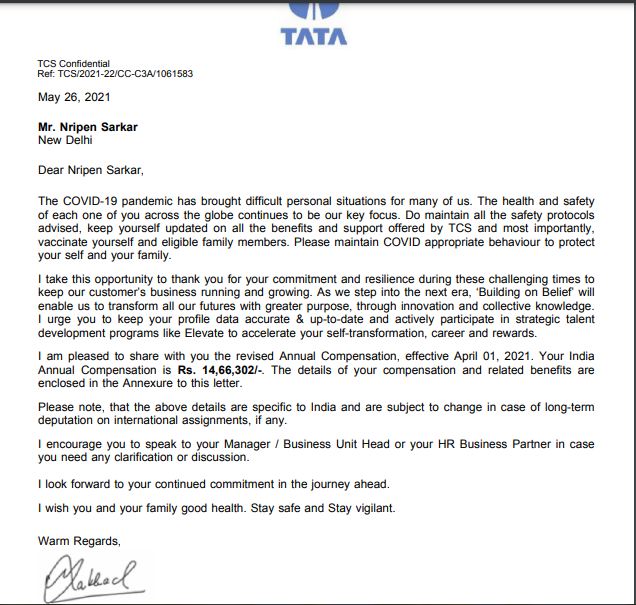 TATA
TCS Confidential
Ref: TCS/2021-22/CC-C3A/1061583
May 26, 2021
Mr. Nripen Sarkar
New Delhi
Dear Nripen Sarkar,
The COVID-19 pandemic has brought difficult personal situations for many of us. The health and safety
of each one of you across the globe continues to be our key focus. Do maintain all the safety protocols
advised, keep yourself updated on all the benefits and support offered by TCS and most importantly,
vaccinate yourself and eligible family members. Please maintain COVID appropriate behaviour to protect
your self and your family.
I take this opportunity to thank you for your commitment and resilience during these challenging times to
keep our customer's business running and growing. As we step into the next era, 'Building on Belief' will
enable us to transform all our futures with greater purpose, through innovation and collective knowledge.
I urge you to keep your profile data accurate & up-to-date and actively participate in strategic talent
development programs like Elevate to accelerate your self-transformation, career and rewards.
I am pleased to share with you the revised Annual Compensation, effective April 01, 2021. Your India
Annual Compensation is Rs. 14,66,302/-. The details of your compensation and related benefits are
enclosed in the Annexure to this letter.
Please note, that the above details are specific to India and are subject to change in case of long-term
deputation on international assignments, if any.
I encourage you to speak to your Manager / Business Unit Head or your HR Business Partner in case
you need any clarification or discussion.
I look forward to your continued commitment in the journey ahead.
I wish you and your family good health. Stay safe and Stay vigilant.
Warm Regards,